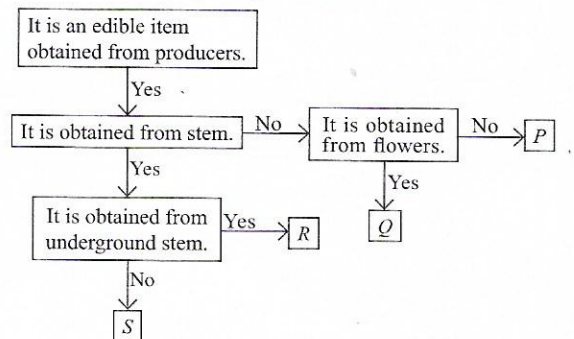 It is an edible item
obtained from producers.
Yes
It is obtained from stem.
No
It is obtained
from flowers.
No
P
Yes
Yes
Q
It is obtained from
underground stem.
Yes
R
No
S